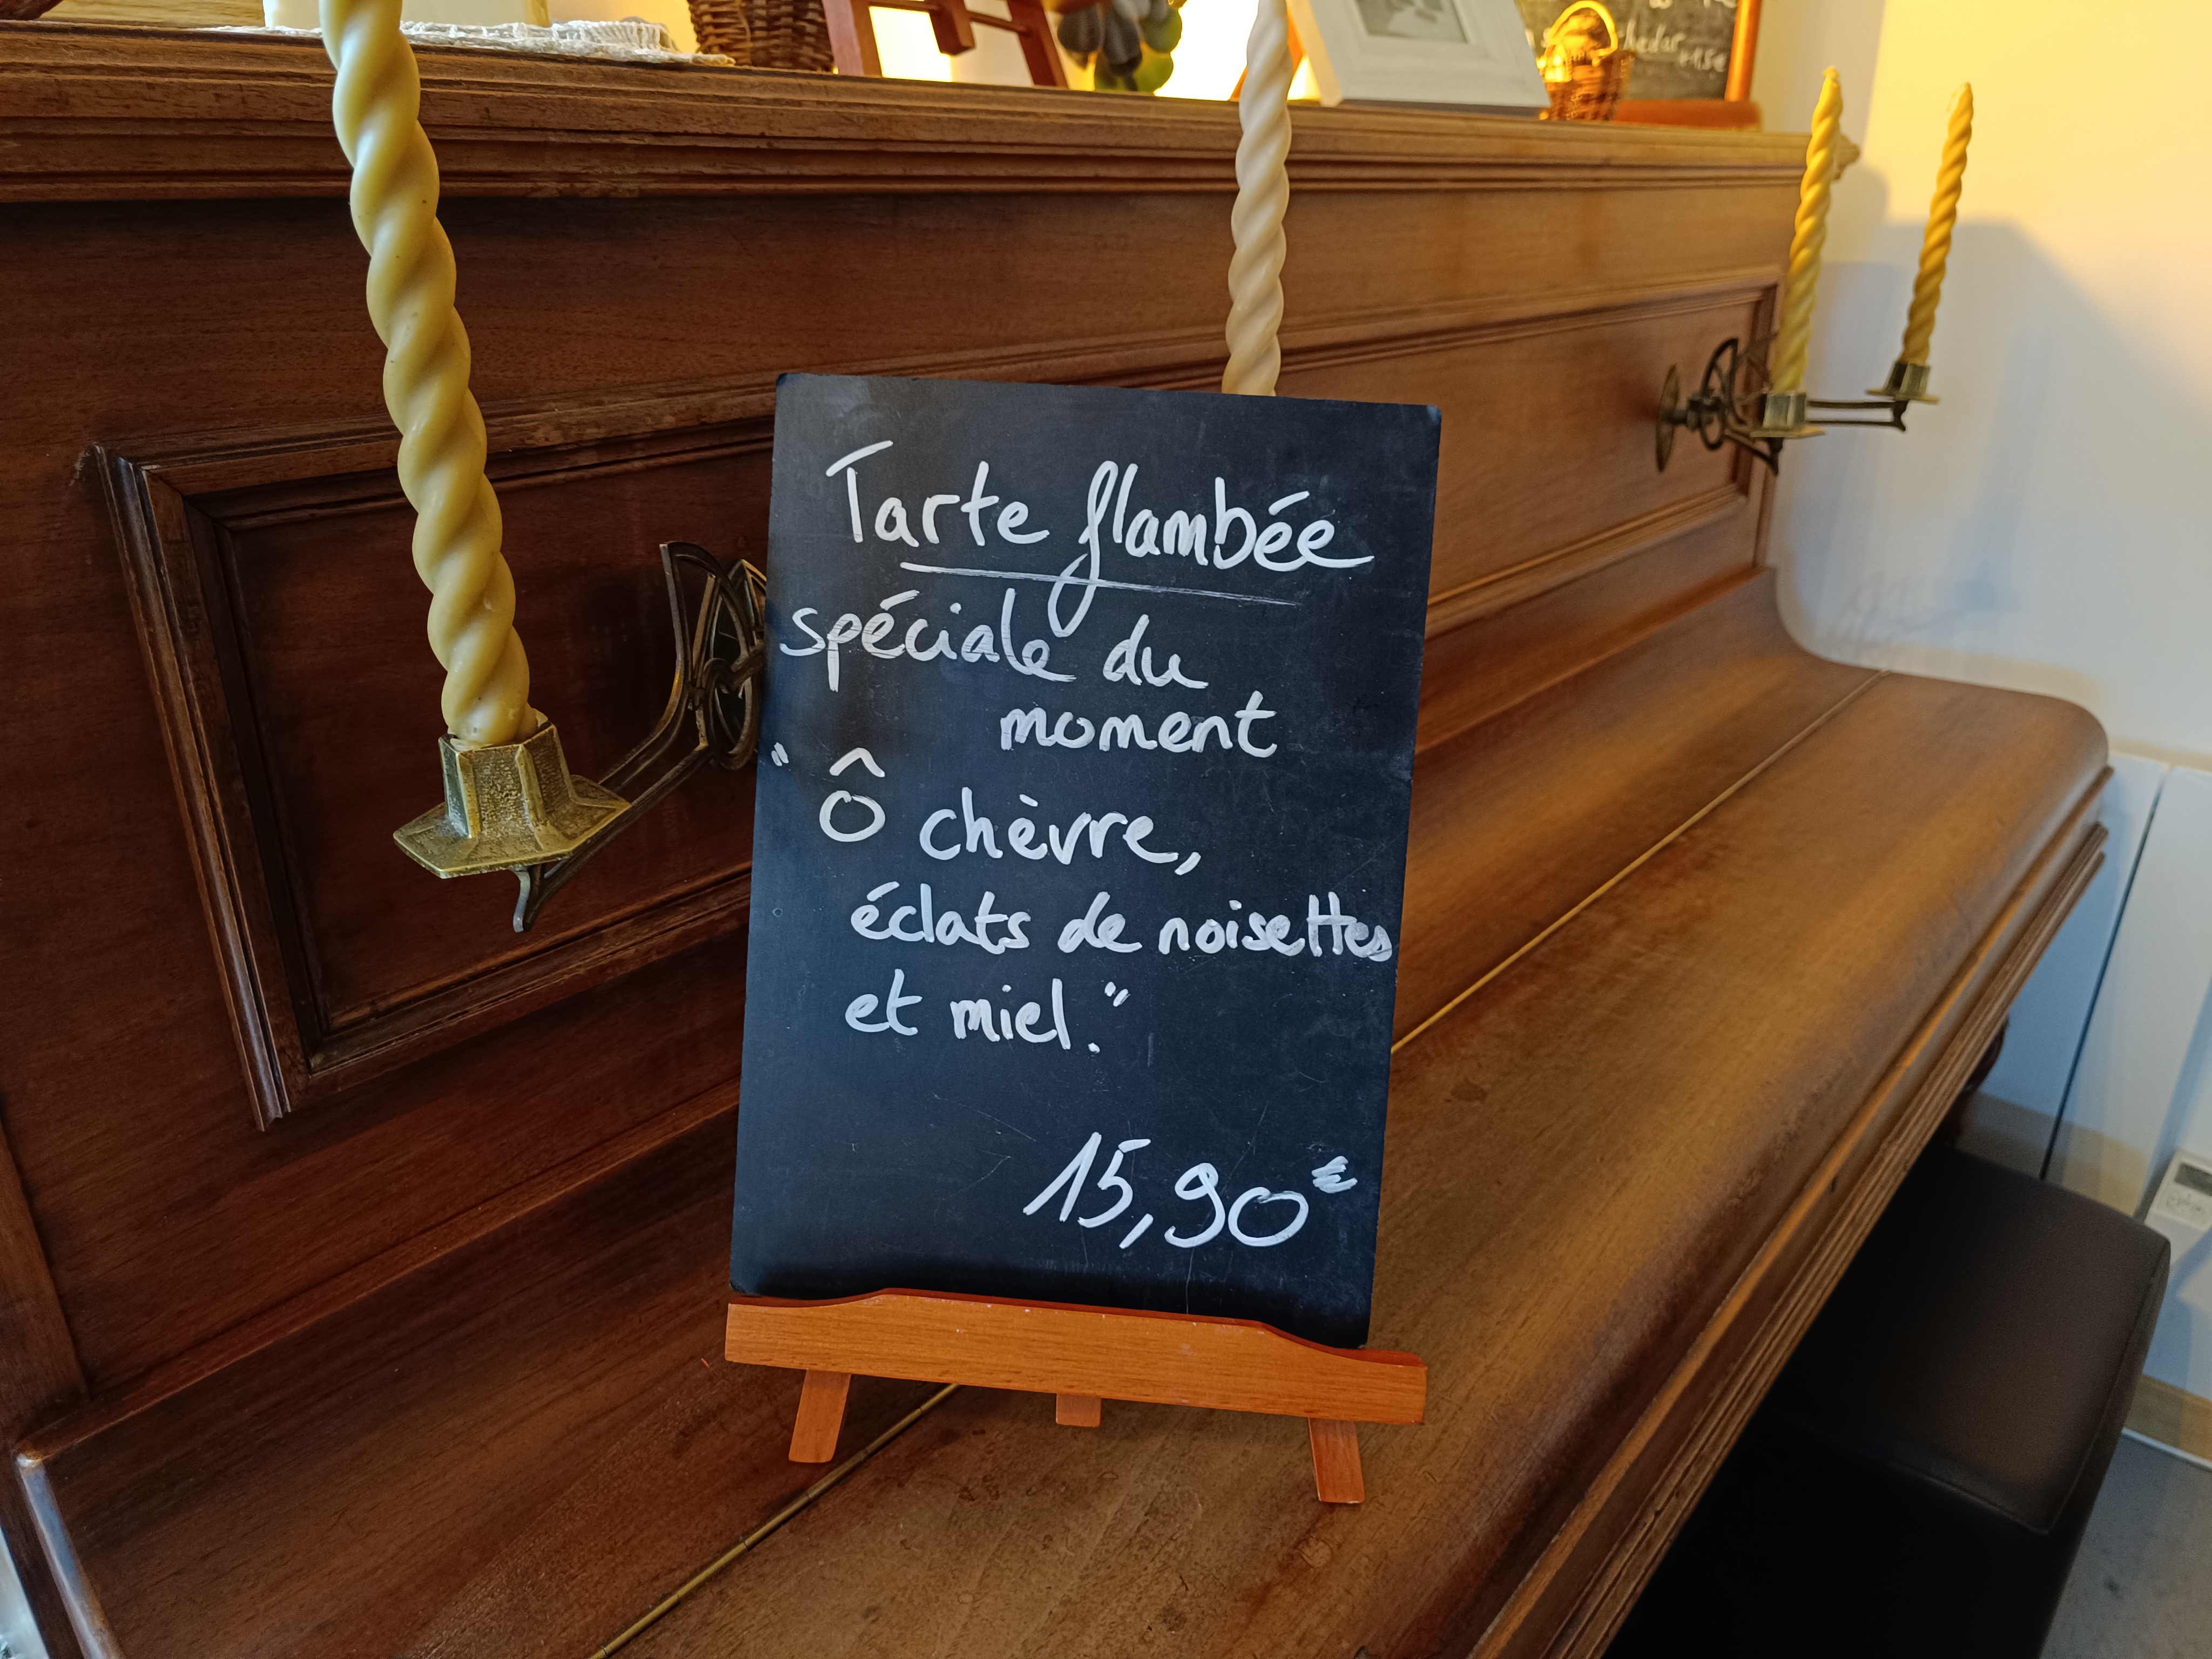 Tarte flambée
spéciale du
moment
"Ô chèvre,
éclats de noisettes
et miel."
15,90€